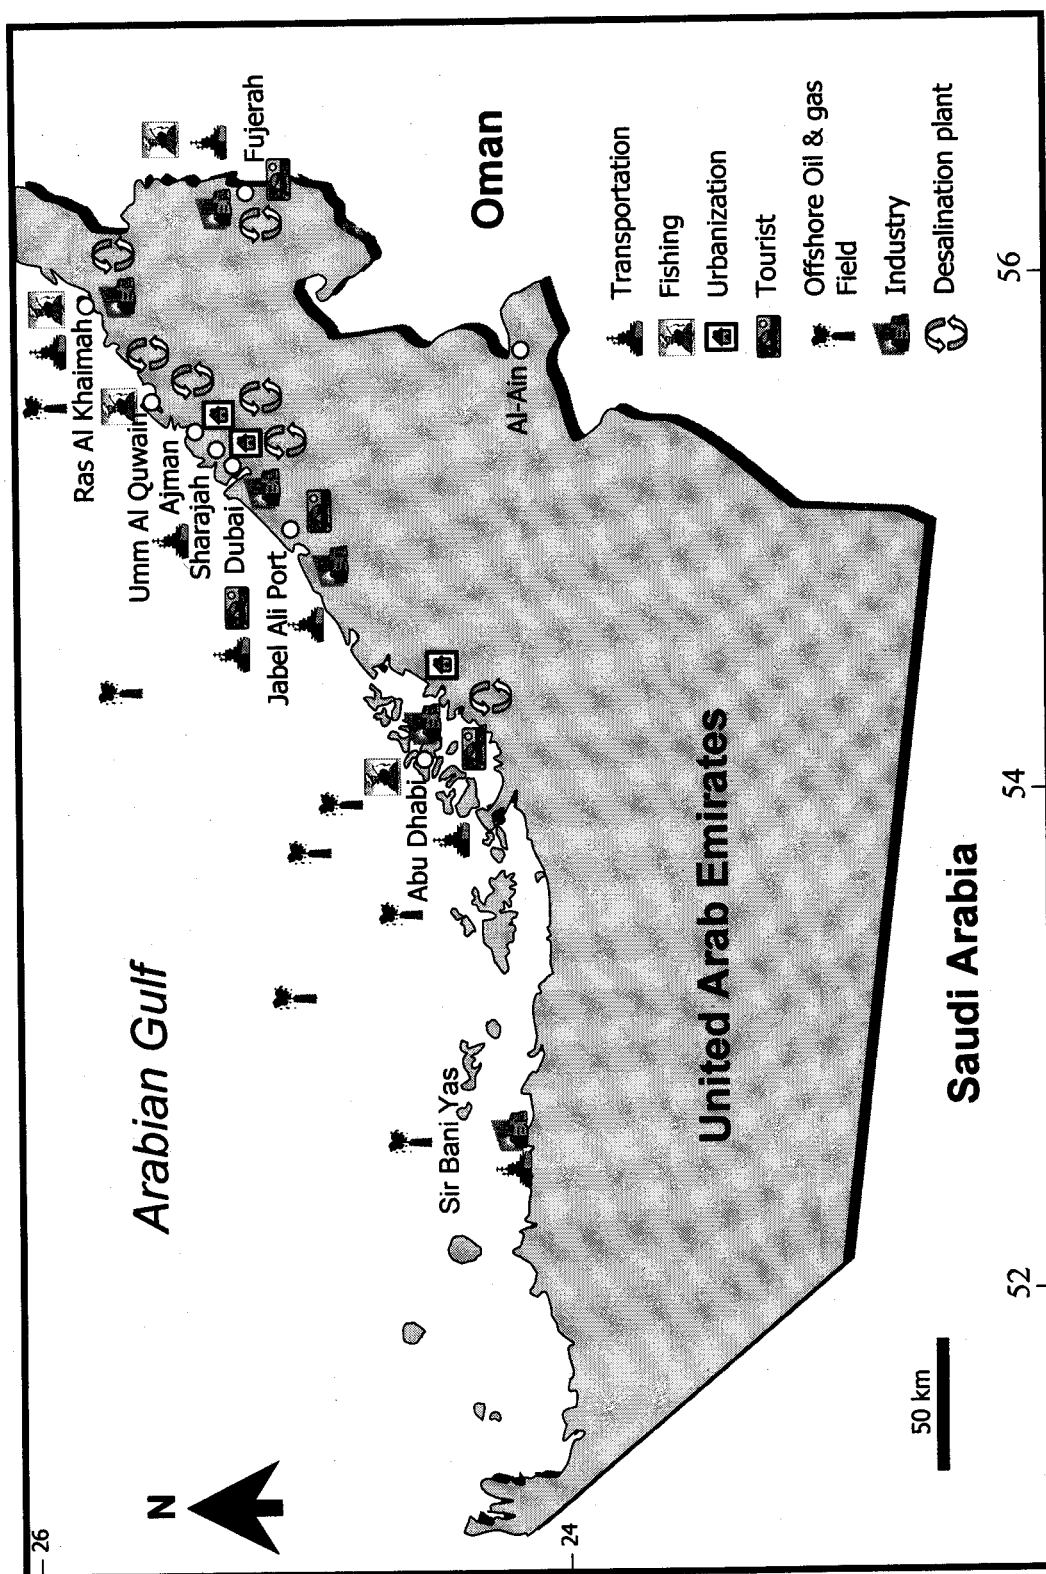 26
24
N
Arabian Gulf
Ras Al Khaimah
Umm Al Quwain
Ajman
Sharajah
Dubai
Jabel Ali Port
Abu Dhabi
Sir Bani Yas
Fujerah
Al-Ain
Oman
United Arab Emirates
Saudi Arabia
Transportation
Fishing
Urbanization
Tourist
Offshore Oil & gas
Field
Industry
Desalination plant
50 km
52
54
56